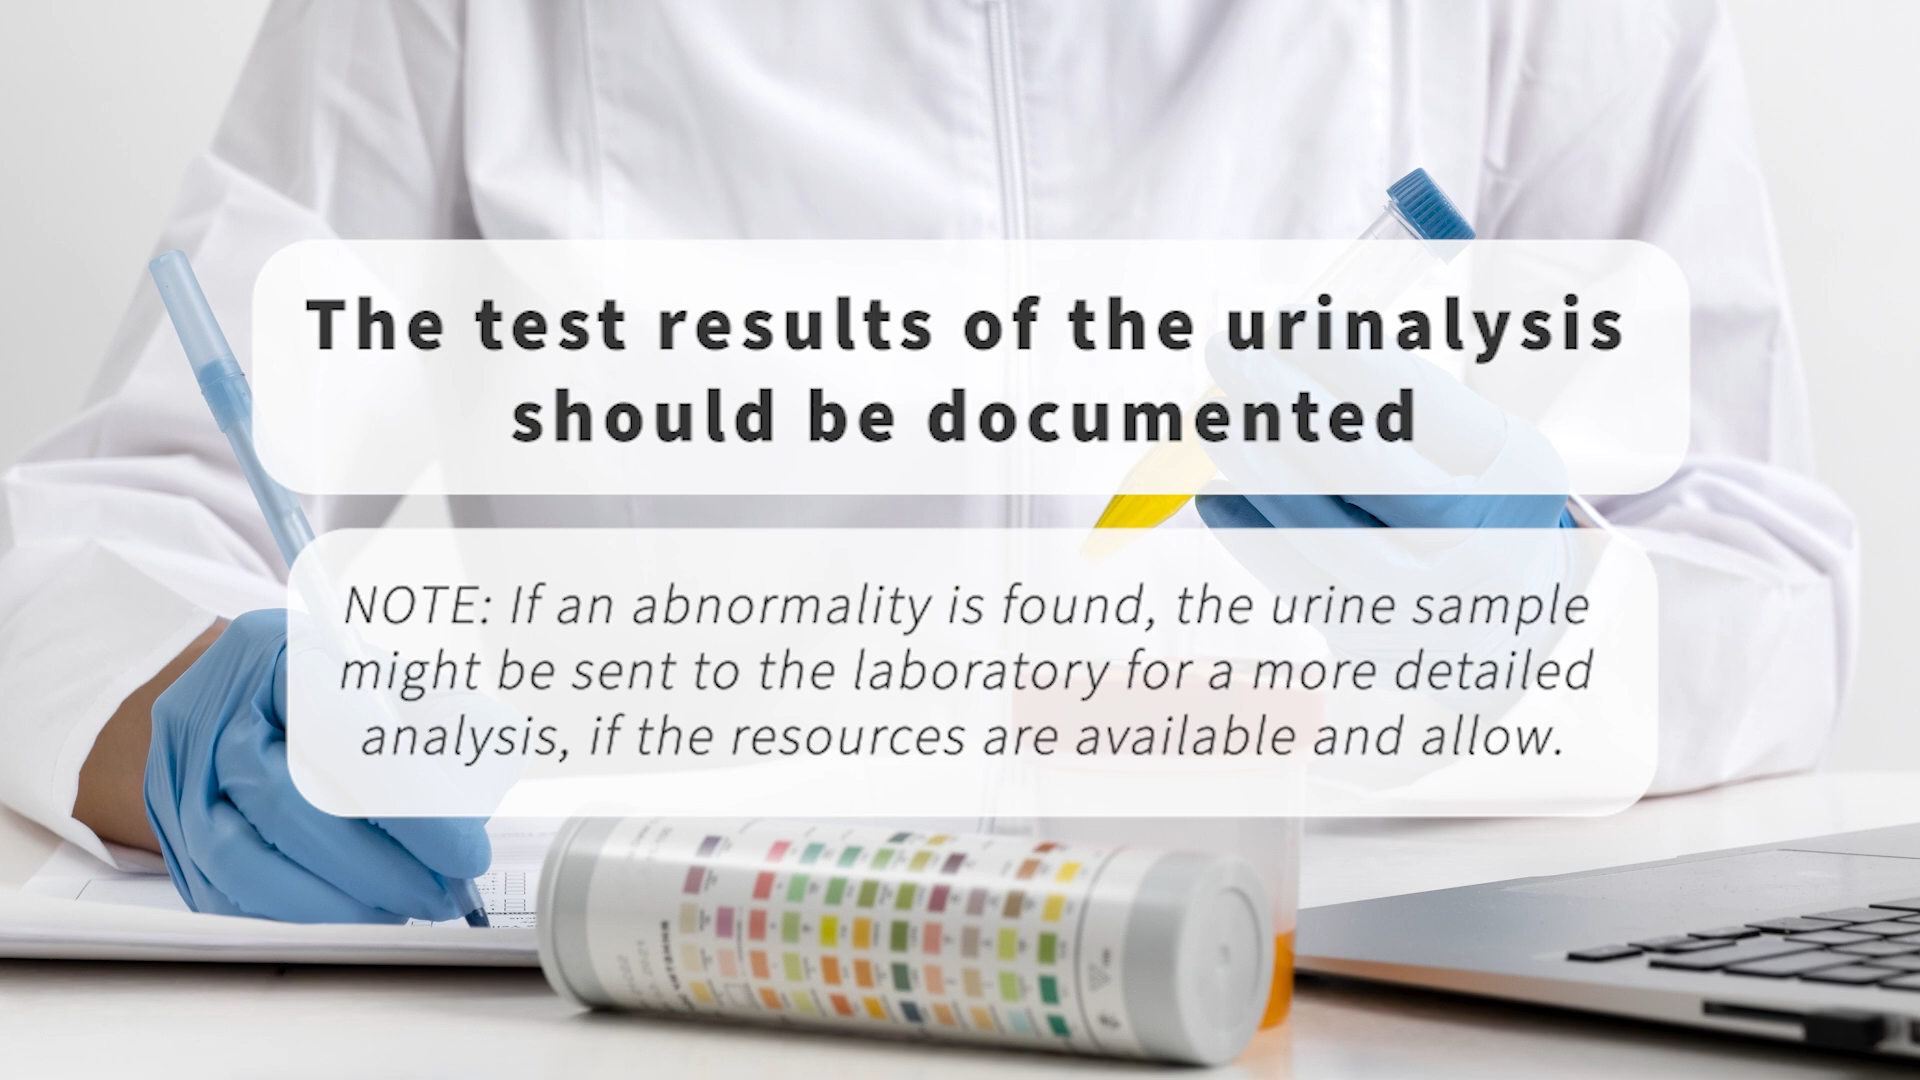 The test results of the urinalysis
should be documented
NOTE: If an abnormality is found, the urine sample
might be sent to the laboratory for a more detailed
analysis, if the resources are available and allow.